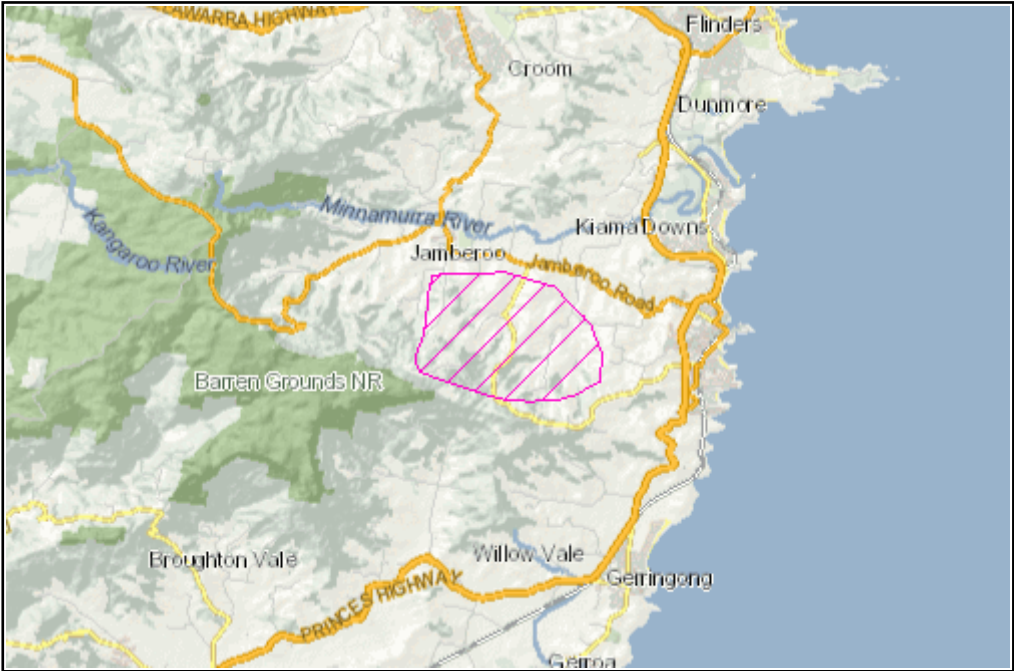 AWARRA HIGHWAY
Flinders
Croom
Dunmore
Kangaroo River
Minnamurra River
Kiama Downs
Jamberoo
Jamberoo Road
Barren Grounds NR
Broughton Vale
Willow Vale
PRINCES HIGHWAY
Gerringong
Gerroa